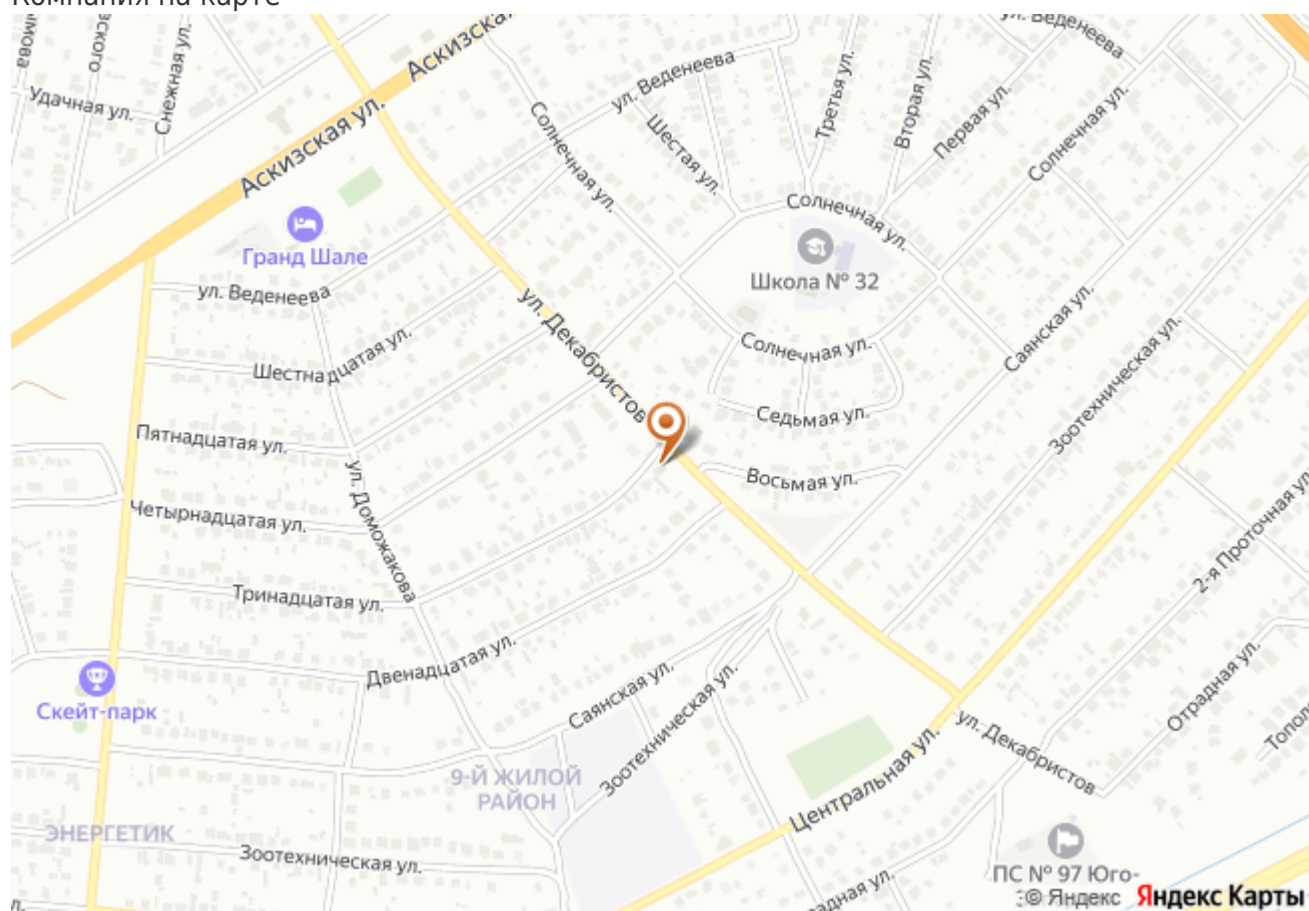 Компания на карте
Аскизская
ул. Веденеева
Снежная ул.
Удачная ул.
Солнечная ул.
ул. Веденеева
Шестая ул.
Третья ул.
Вторая ул.
Первая ул.
Солнечная ул.
Аскизская ул.
Солнечная ул.
Гранд Шале
Школа № 32
ул. Веденеева
ул. Декабристов
Шестнадцатая ул.
Солнечная ул.
Саянская ул.
Зоотехническая ул.
Седьмая ул.
Пятнадцатая ул.
Восьмая ул.
ул. Доможакова
Четырнадцатая ул.
2-я Проточная ул.
Тринадцатая ул.
Двенадцатая ул.
Скейт-парк
Саянская ул.
Зоотехническая ул.
Отрадная ул.
ул. Декабристов
Центральная ул.
9-Й ЖИЛОЙ
РАЙОН
ЭНЕРГЕТИК
Зоотехническая ул.
ПС № 97 Юго-
© Яндекс Яндекс Карты